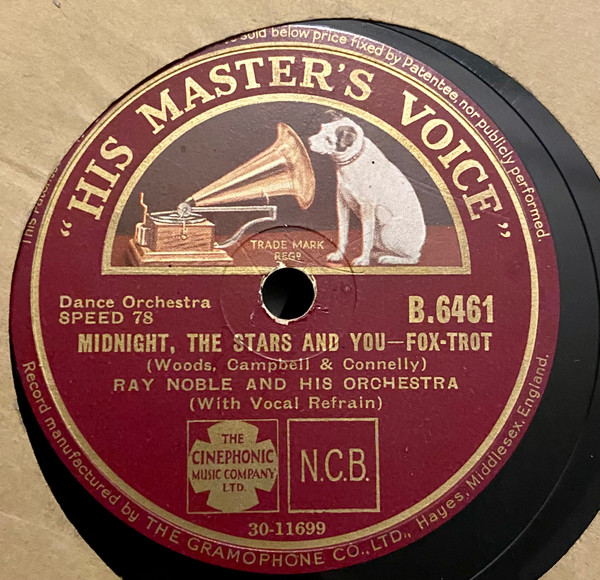 sold below price fixed by Patentee, nor publicly performed.
"HIS MASTER'S VOICE"
TRADE MARK
REGD
Dance Orchestra
SPEED 78
B.6461
MIDNIGHT, THE STARS AND YOU—FOX-TROT
(Woods, Campbell & Connelly)
RAY NOBLE AND HIS ORCHESTRA
(With Vocal Refrain)
THE
CINEPHONIC
MUSIC COMPANY
LTD.
N.C.B.
30-11699
Record manufactured by THE GRAMOPHONE CO., LTD., Hayes, Middlesex, England.
This